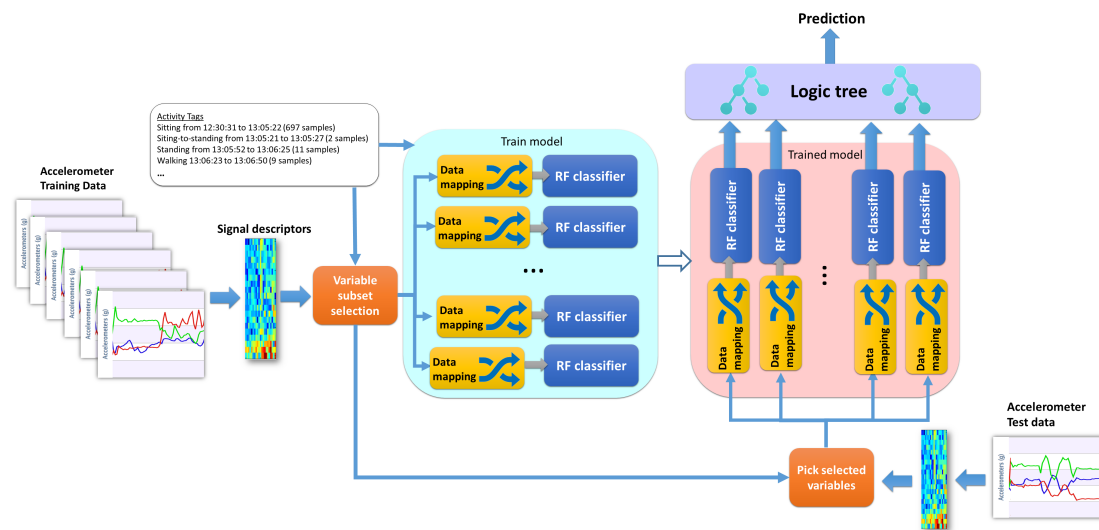 Prediction
Logic tree
Activity Tags
Sitting from 12:30:31 to 13:05:22 (697 samples)
Siting-to-standing from 13:05:21 to 13:05:27 (2 samples)
Standing from 13:05:52 to 13:06:25 (11 samples)
Walking 13:06:23 to 13:06:50 (9 samples)
...
Train model
Data mapping
RF classifier
Data mapping
RF classifier
...
Data mapping
RF classifier
Data mapping
RF classifier
Trained model
RF classifier
RF classifier
RF classifier
RF classifier
...
Data mapping
Data mapping
Data mapping
Data mapping
Accelerometer
Training Data
Accelerometers (g)
Accelerometers (g)
Accelerometers (g)
Accelerometers (g)
Accelerometers (g)
Accelerometers (g)
Signal descriptors
Variable
subset
selection
Pick selected
variables
Accelerometer
Test data
Accelerometers (g)